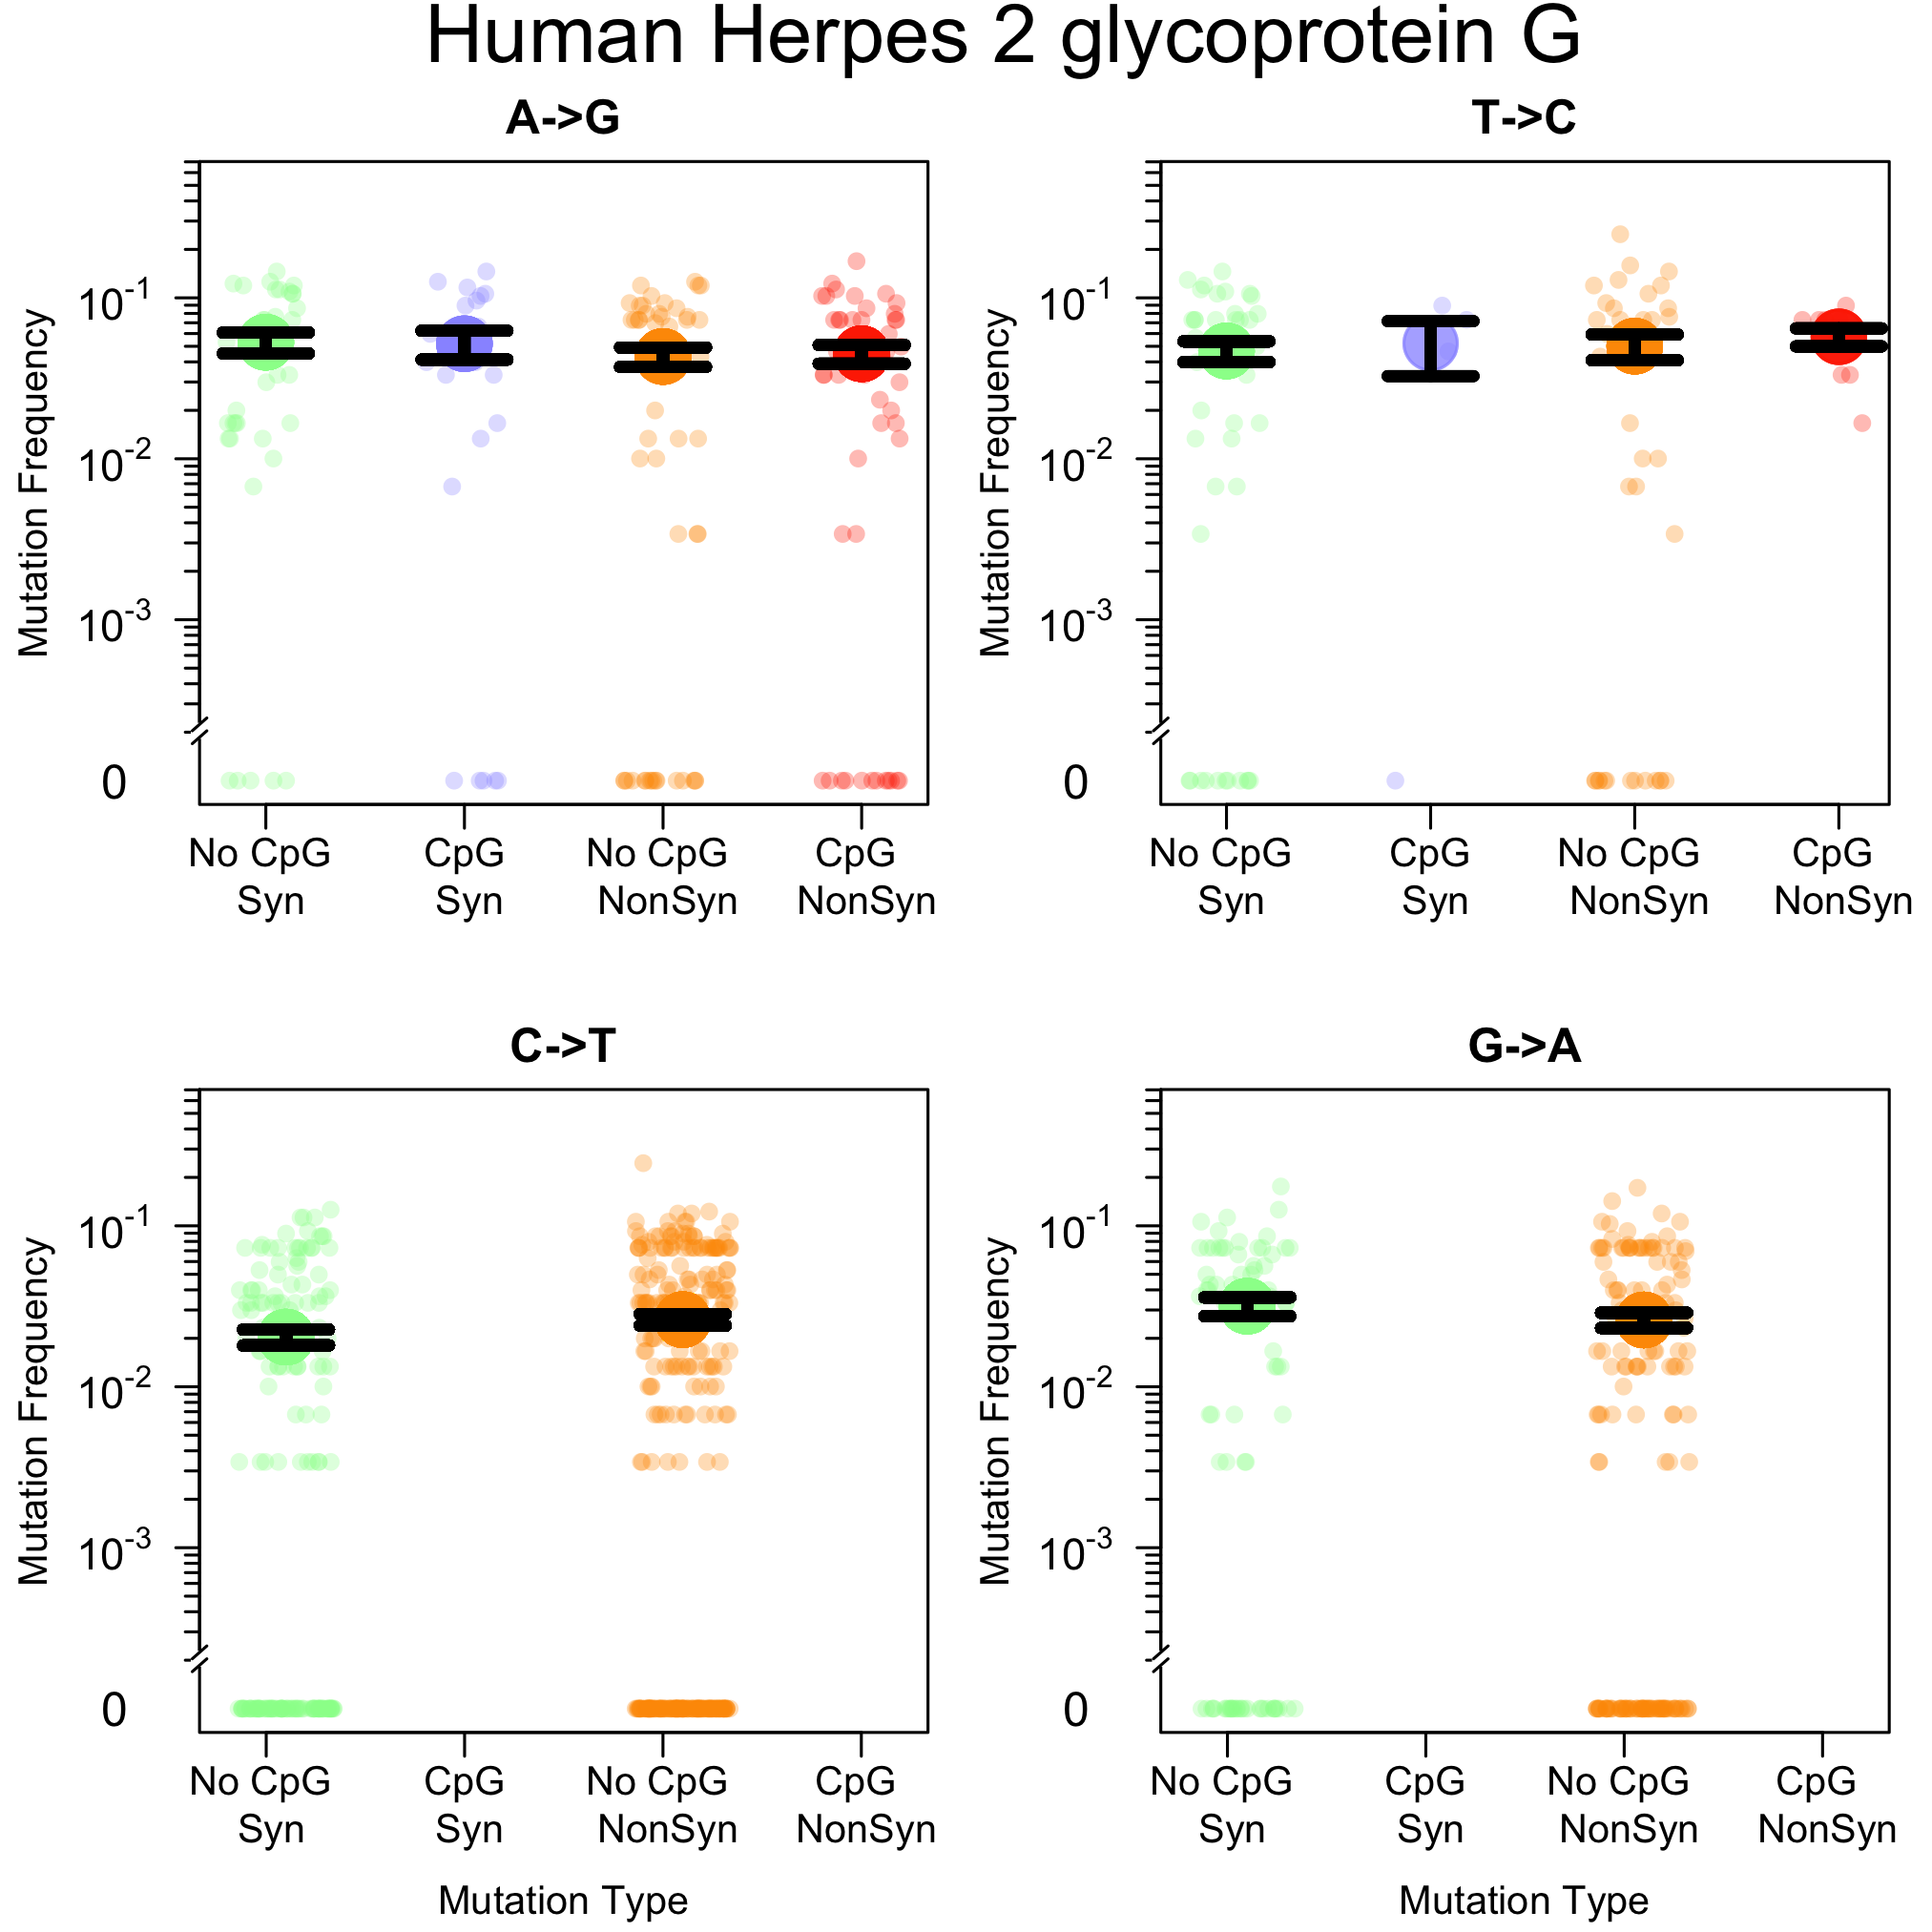 Human Herpes 2 glycoprotein G
A->G
Mutation Frequency
10-1
10-2
10-3
0
No CpG Syn
CpG Syn
No CpG NonSyn
CpG NonSyn
T->C
Mutation Frequency
10-1
10-2
10-3
0
No CpG Syn
CpG Syn
No CpG NonSyn
CpG NonSyn
C->T
Mutation Frequency
10-1
10-2
10-3
0
No CpG Syn
CpG Syn
No CpG NonSyn
CpG NonSyn
Mutation Type
G->A
Mutation Frequency
10-1
10-2
10-3
0
No CpG Syn
CpG Syn
No CpG NonSyn
CpG NonSyn
Mutation Type